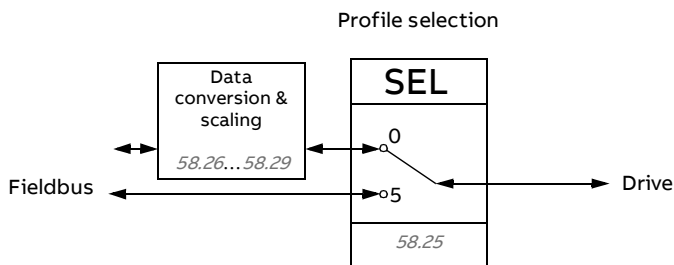 Profile selection
Data
conversion &
scaling
58.26...58.29
SEL
0
Fieldbus
5
Drive
58.25